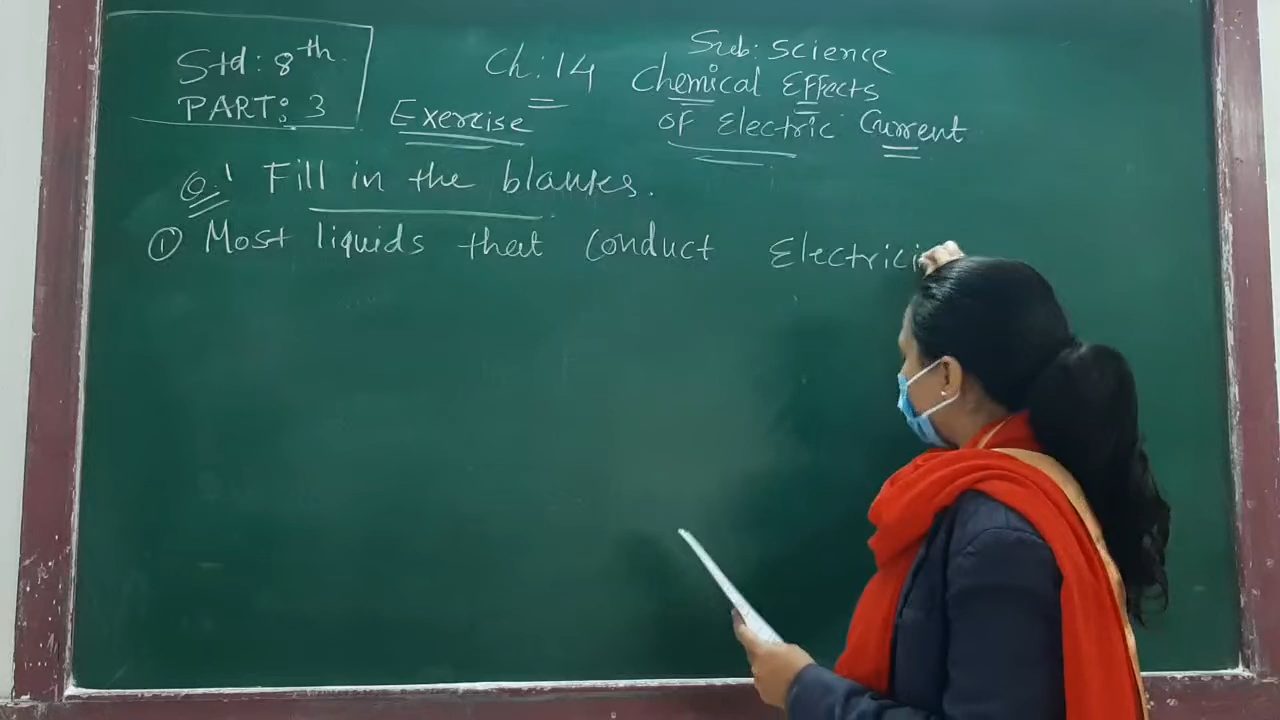 Std: 8th.
PART: 3
Ch: 14
Sub: Science
Chemical Effects
of Electric Current
Exercise
Q.1 Fill in the blanks.
① Most liquids that conduct Electrici